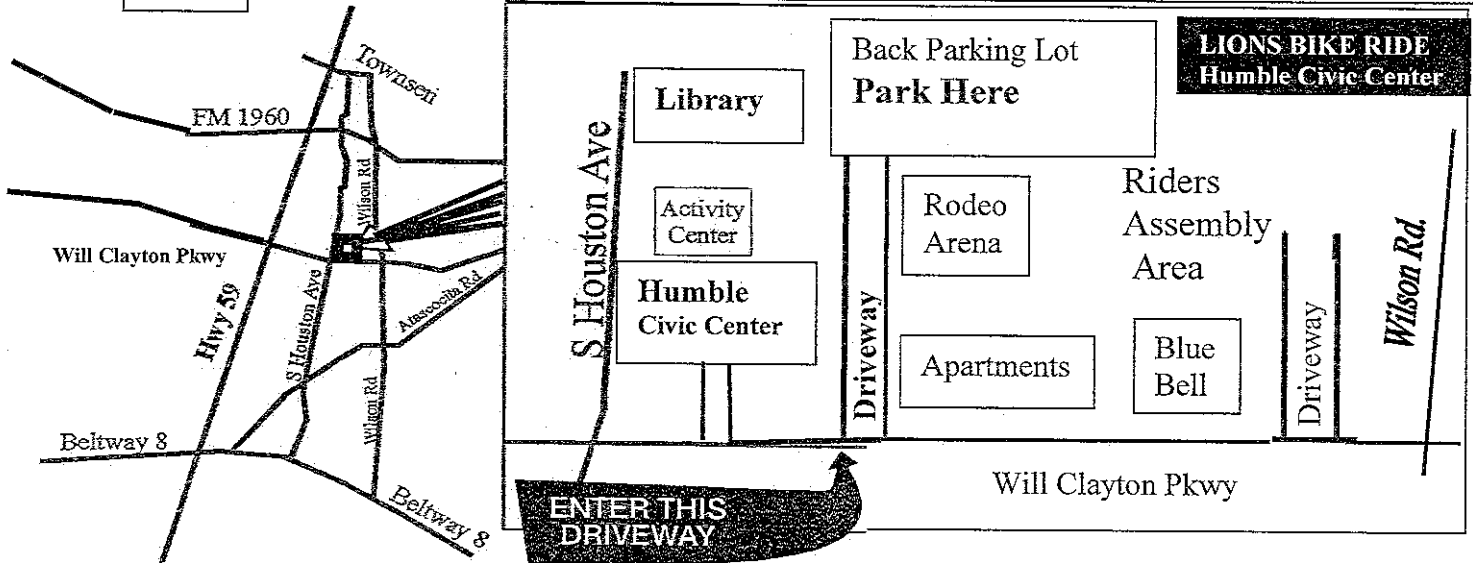 Townsen
FM 1960
Wilson Rd
Will Clayton Pkwy
Hwy 59
S Houston Ave
Atascocita Rd
Wilson Rd
Beltway 8
Beltway 8
LIONS BIKE RIDE
Humble Civic Center
Back Parking Lot
Park Here
Library
S Houston Ave
Activity
Center
Rodeo
Arena
Riders
Assembly
Area
Humble
Civic Center
Driveway
Apartments
Blue
Bell
Driveway
Wilson Rd.
Will Clayton Pkwy
ENTER THIS
DRIVEWAY